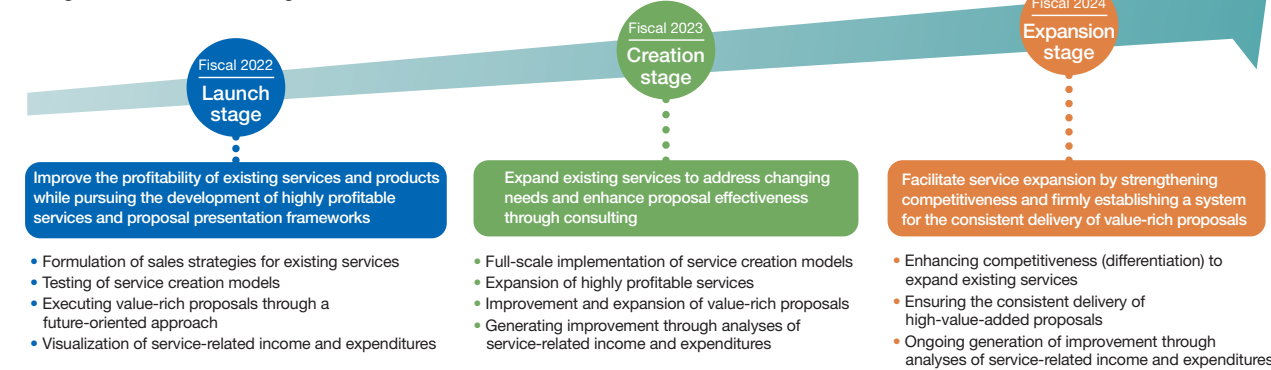 Fiscal 2022
Launch
stage
Fiscal 2023
Creation
stage
Fiscal 2024
Expansion
stage
Improve the profitability of existing services and products
while pursuing the development of highly profitable
services and proposal presentation frameworks
• Formulation of sales strategies for existing services
• Testing of service creation models
• Executing value-rich proposals through a
future-oriented approach
• Visualization of service-related income and expenditures
Expand existing services to address changing
needs and enhance proposal effectiveness
through consulting
• Full-scale implementation of service creation models
• Expansion of highly profitable services
• Improvement and expansion of value-rich proposals
• Generating improvement through analyses of
service-related income and expenditures
Facilitate service expansion by strengthening
competitiveness and firmly establishing a system
for the consistent delivery of value-rich proposals
• Enhancing competitiveness (differentiation) to
expand existing services
• Ensuring the consistent delivery of
high-value-added proposals
• Ongoing generation of improvement through
analyses of service-related income and expenditures